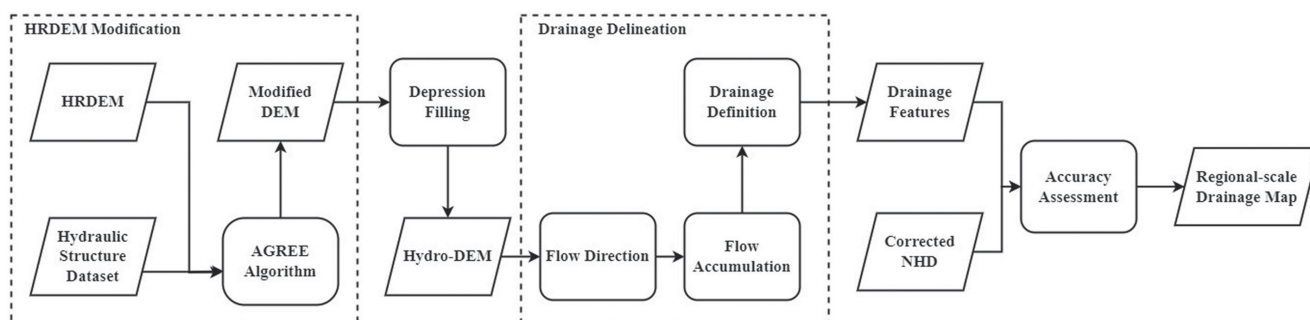 HRDEM Modification
HRDEM
Hydraulic
Structure
Dataset
AGREE
Algorithm
Modified
DEM
Depression
Filling
Hydro-DEM
Drainage Delineation
Flow Direction
Flow
Accumulation
Drainage
Definition
Drainage
Features
Corrected
NHD
Accuracy
Assessment
Regional-scale
Drainage Map